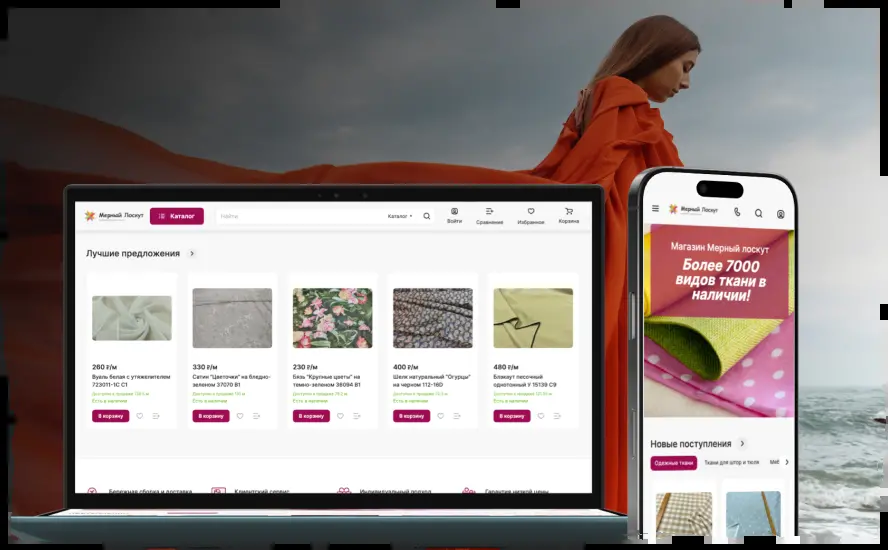 Мерный Лоскут
Каталог
Найти
Каталог
Войти
Сравнение
Избранное
Корзина
Лучшие предложения
260 ₽/м
Вуаль белая с утяжелителем
723011-1С С1
Есть в наличии
В корзину
330 ₽/м
Сатин "Цветочки" на бледно-
зеленом 37070 В1
Есть в наличии
В корзину
230 ₽/м
Бязь "Крупные цветы" на
темно-зеленом 36094 В1
Есть в наличии
В корзину
400 ₽/м
Шелк натуральный "Огурцы"
на черном 112-16D
Есть в наличии
В корзину
480 ₽/м
Блэкаут песочный
однотонный У 15139 С9
Есть в наличии
В корзину
Бережная сборка и доставка
Клиентский сервис
Индивидуальный подход
Гарантия низкой цены
Мерный Лоскут
Магазин Мерный лоскут
Более 7000
видов ткани в
наличии!
Новые поступления
Одежные ткани
Ткани для штор и тюля
Меб